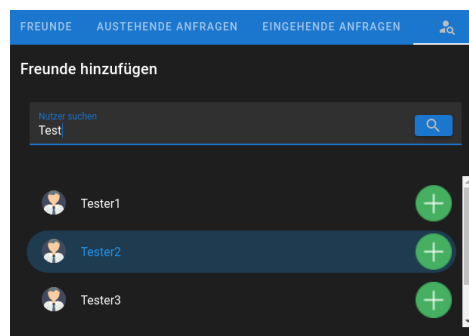 FREUNDE AUSTEHENDE ANFRAGEN EINGEHENDE ANFRAGEN
Freunde hinzufügen
Nutzer suchen
Test
Tester1
Tester2
Tester3